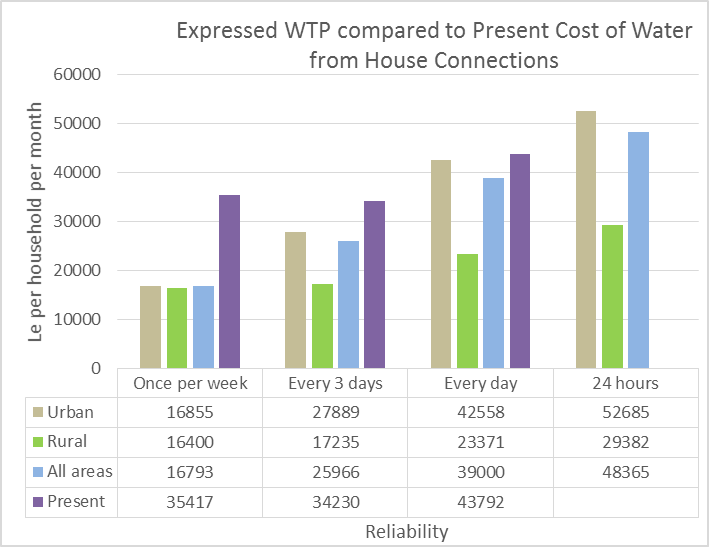 Expressed WTP compared to Present Cost of Water
from House Connections
Le per household per month
60000
50000
40000
30000
20000
10000
0
Once per week Every 3 days Every day 24 hours
Urban 16855 27889 42558 52685
Rural 16400 17235 23371 29382
All areas 16793 25966 39000 48365
Present 35417 34230 43792
Reliability